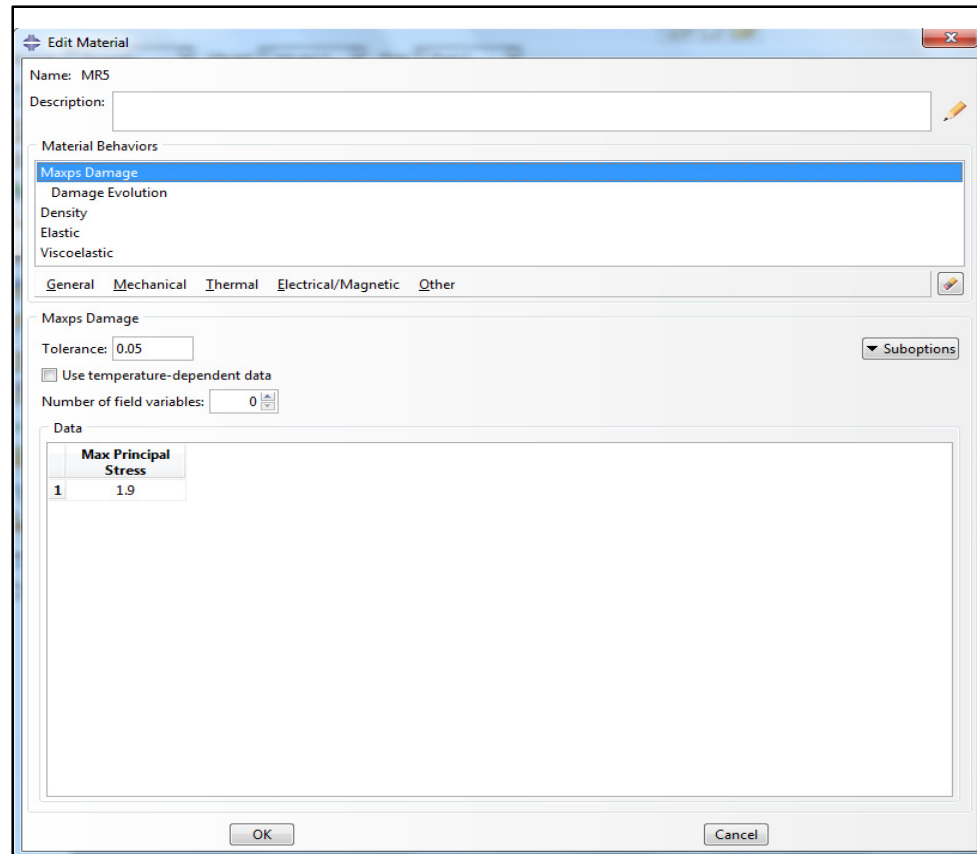 Edit Material
Name: MR5
Description:
Material Behaviors
Maxps Damage
Damage Evolution
Density
Elastic
Viscoelastic
General Mechanical Thermal Electrical/Magnetic Other
Maxps Damage
Tolerance: 0.05
Suboptions
Use temperature-dependent data
Number of field variables: 0
Data
Max Principal
Stress
1 1.9
OK Cancel